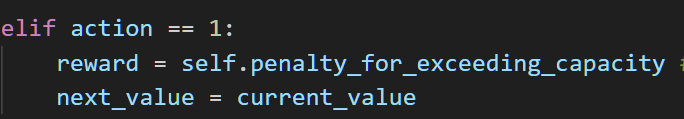 elif action == 1:
    reward = self.penalty_for_exceeding_capacity #
    next_value = current_value